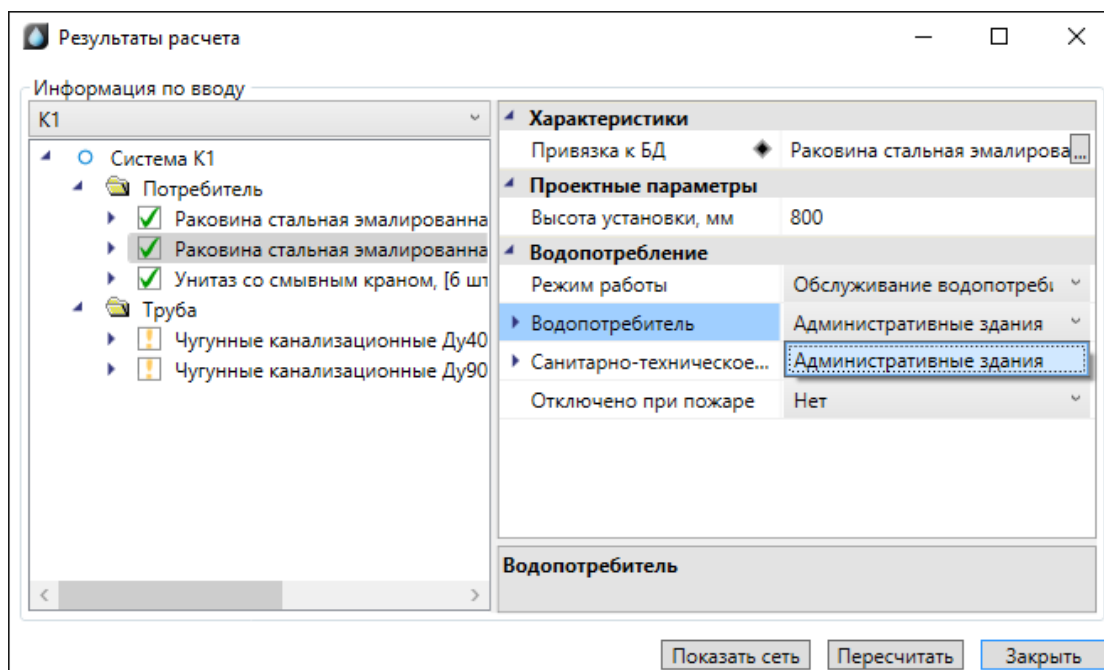 Результаты расчета
Информация по вводу
К1
Система К1
Потребитель
Раковина стальная эмалированна
Раковина стальная эмалированна
Унитаз со смывным краном, [6 шт
Труба
Чугунные канализационные Ду40
Чугунные канализационные Ду90
Характеристики
Привязка к БД Раковина стальная эмалирова...
Проектные параметры
Высота установки, мм 800
Водопотребление
Режим работы Обслуживание водопотреби
Водопотребитель Административные здания
Санитарно-техническое... Административные здания
Отключено при пожаре Нет
Водопотребитель
Показать сеть Пересчитать Закрыть